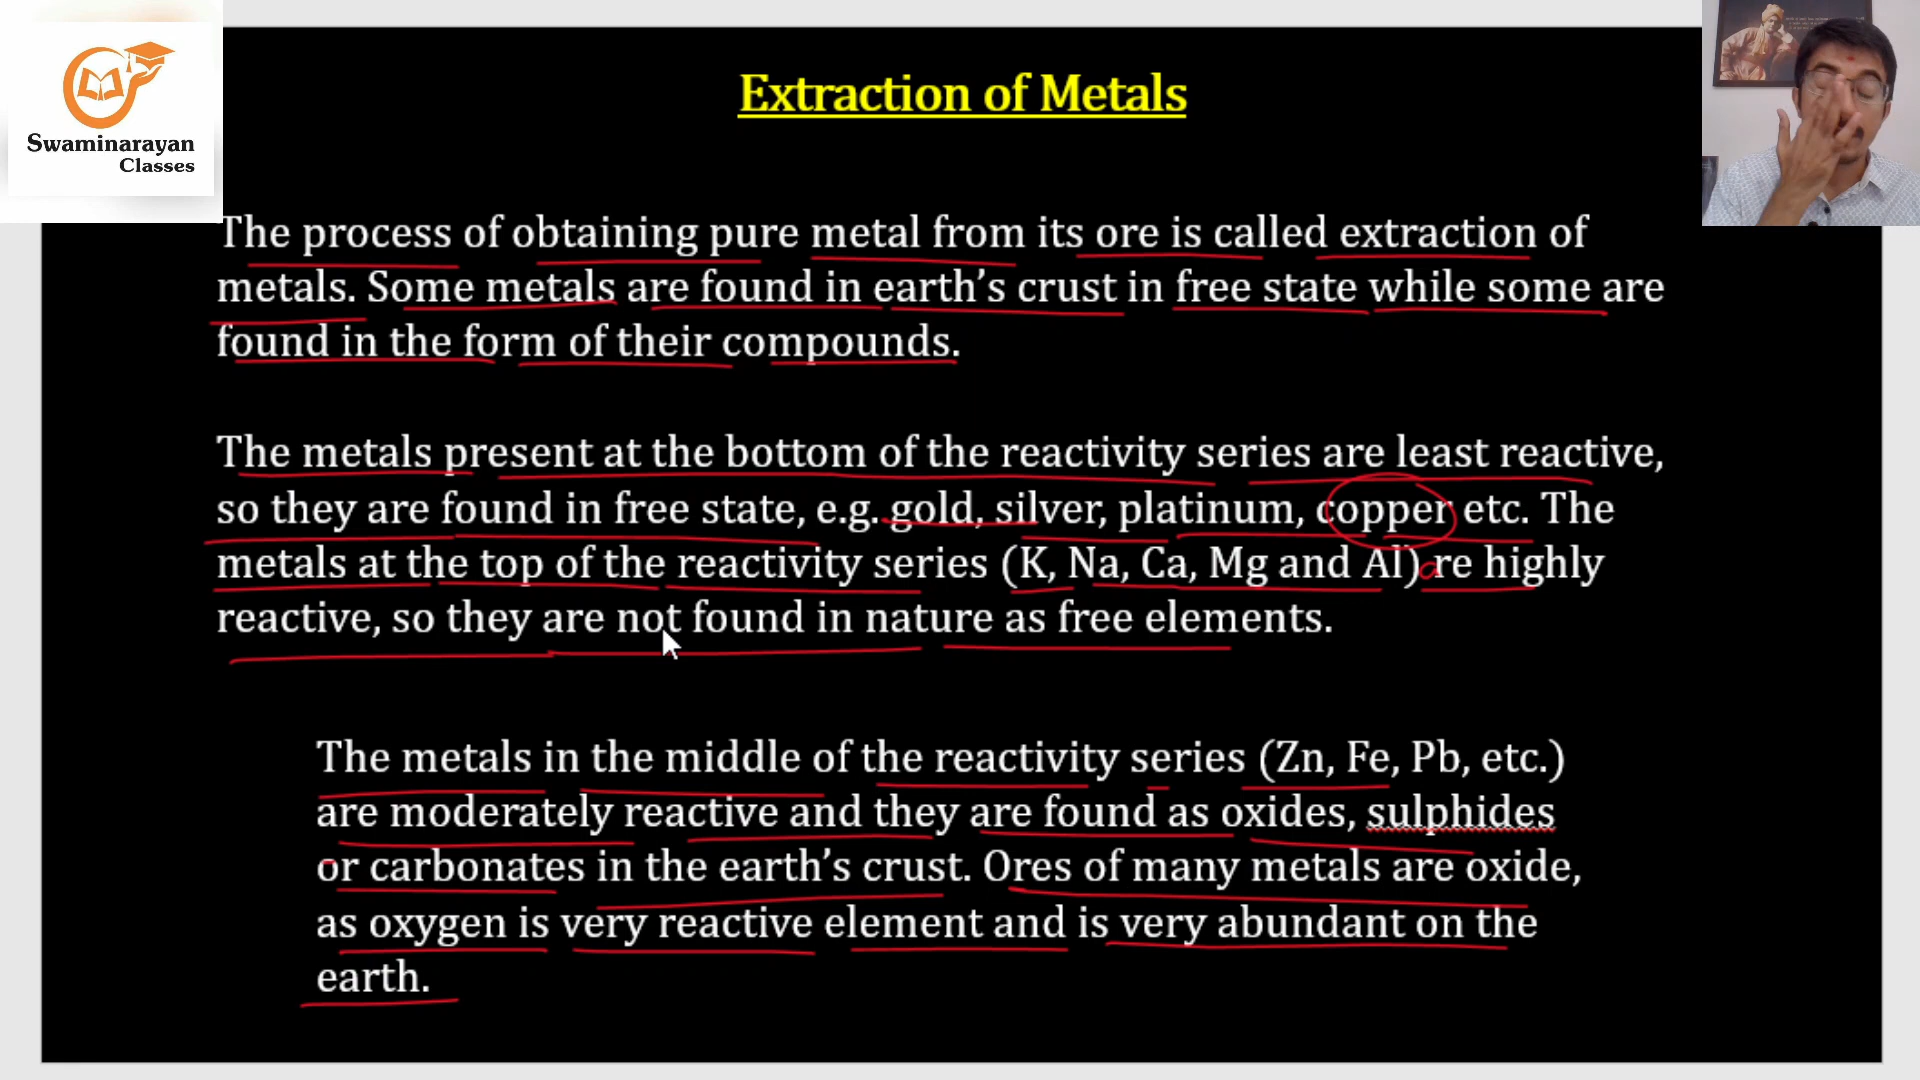 Swaminarayan
Classes
Extraction of Metals
The process of obtaining pure metal from its ore is called extraction of
metals. Some metals are found in earth’s crust in free state while some are
found in the form of their compounds.
The metals present at the bottom of the reactivity series are least reactive,
so they are found in free state, e.g. gold, silver, platinum, copper etc. The
metals at the top of the reactivity series (K, Na, Ca, Mg and Al) are highly
reactive, so they are not found in nature as free elements.
The metals in the middle of the reactivity series (Zn, Fe, Pb, etc.)
are moderately reactive and they are found as oxides, sulphides
or carbonates in the earth’s crust. Ores of many metals are oxide,
as oxygen is very reactive element and is very abundant on the
earth.